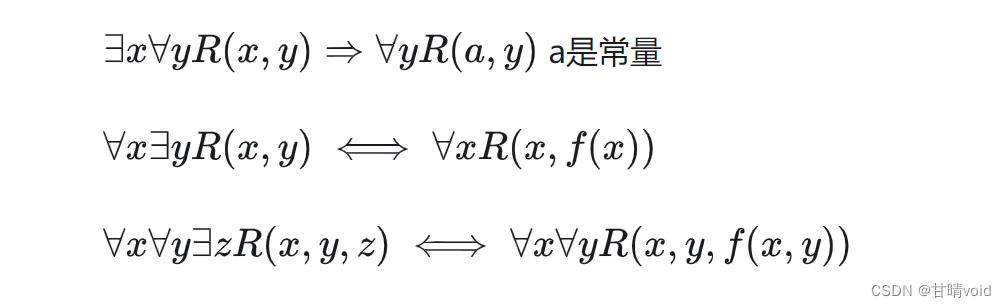 ∃x∀yR(x, y) ⇒ ∀yR(a, y) a是常量
∀x∃yR(x, y) ⟺ ∀xR(x, f(x))
∀x∀y∃zR(x, y, z) ⟺ ∀x∀yR(x, y, f(x, y))
CSDN @甘晴void